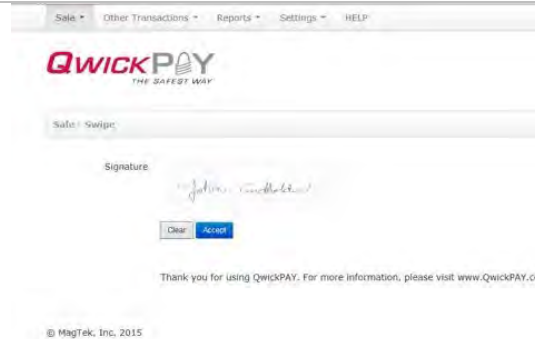 Sale Other Transactions Reports Settings HELP
QWICKPAY
THE SAFEST WAY
Sale / Swipe
Signature
John
Clear Accept
Thank you for using QwickPAY. For more information, please visit www.QwickPAY.c
© MagTek, Inc. 2015